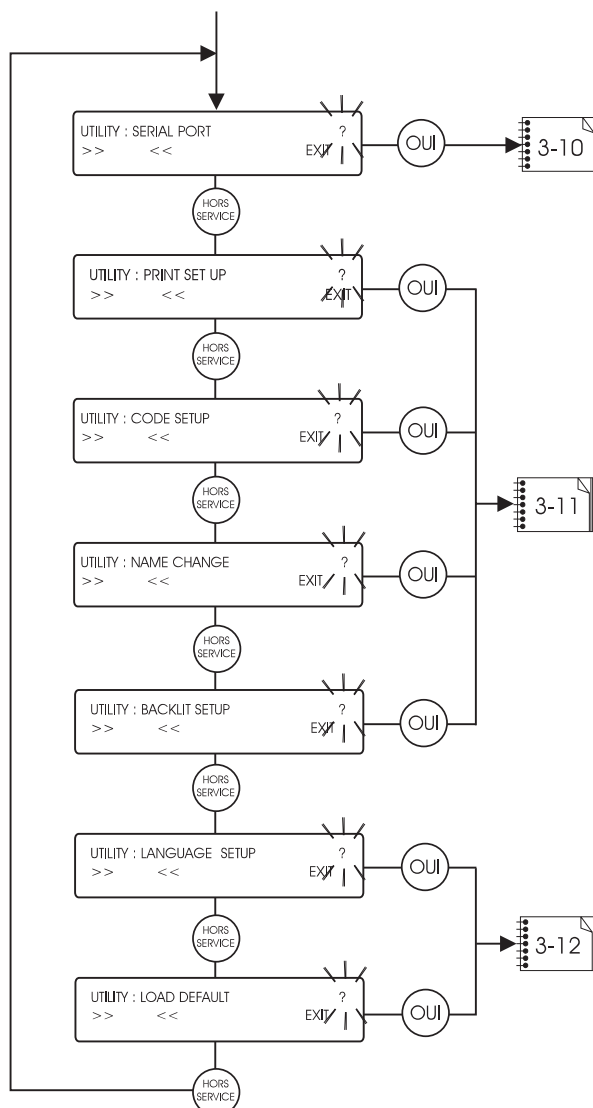 UTILITY : SERIAL PORT ?
>> << EXIT
OUI
3-10
HORS
SERVICE
UTILITY : PRINT SET UP ?
>> << EXIT
OUI
HORS
SERVICE
UTILITY : CODE SETUP ?
>> << EXIT
OUI
HORS
SERVICE
3-11
UTILITY : NAME CHANGE ?
>> << EXIT
OUI
HORS
SERVICE
UTILITY : BACKLIT SETUP ?
>> << EXIT
OUI
HORS
SERVICE
UTILITY : LANGUAGE SETUP ?
>> << EXIT
OUI
HORS
SERVICE
3-12
UTILITY : LOAD DEFAULT ?
>> << EXIT
OUI
HORS
SERVICE